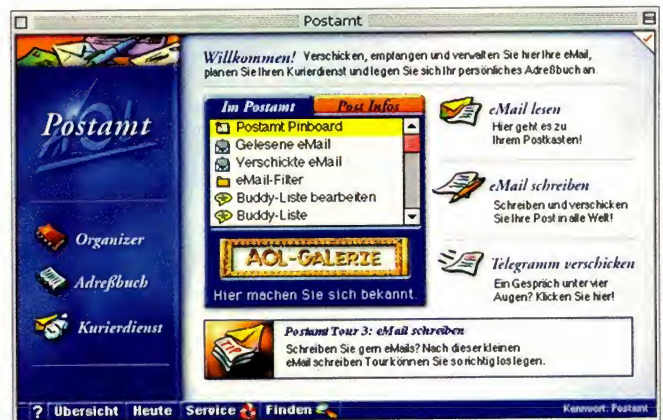 Postamt
Willkommen! Verschicken, empfangen und verwalten Sie hier Ihre eMail,
planen Sie Ihren Kurierdienst und legen Sie sich Ihr persönliches Adreßbuch an.
Postamt
Organizer
Adreßbuch
Kurierdienst
Im Postamt
Post Infos
Postamt Pinboard
Gelesene eMail
Verschickte eMail
eMail-Filter
Buddy-Liste bearbeiten
Buddy-Liste
AOL-GALERIE
Hier machen Sie sich bekannt.
eMail lesen
Hier geht es zu
Ihrem Postkasten!
eMail schreiben
Schreiben und verschicken
Sie Ihre Post in alle Welt!
Telegramm verschicken
Ein Gespräch unter vier
Augen? Klicken Sie hier!
TIP
Postamt Tour 3: eMail schreiben
Schreiben Sie gern eMails? Nach dieser kleinen
eMail schreiben Tour können Sie so richtig loslegen.
? Übersicht Heute Service Finden
Kennwort: Postamt